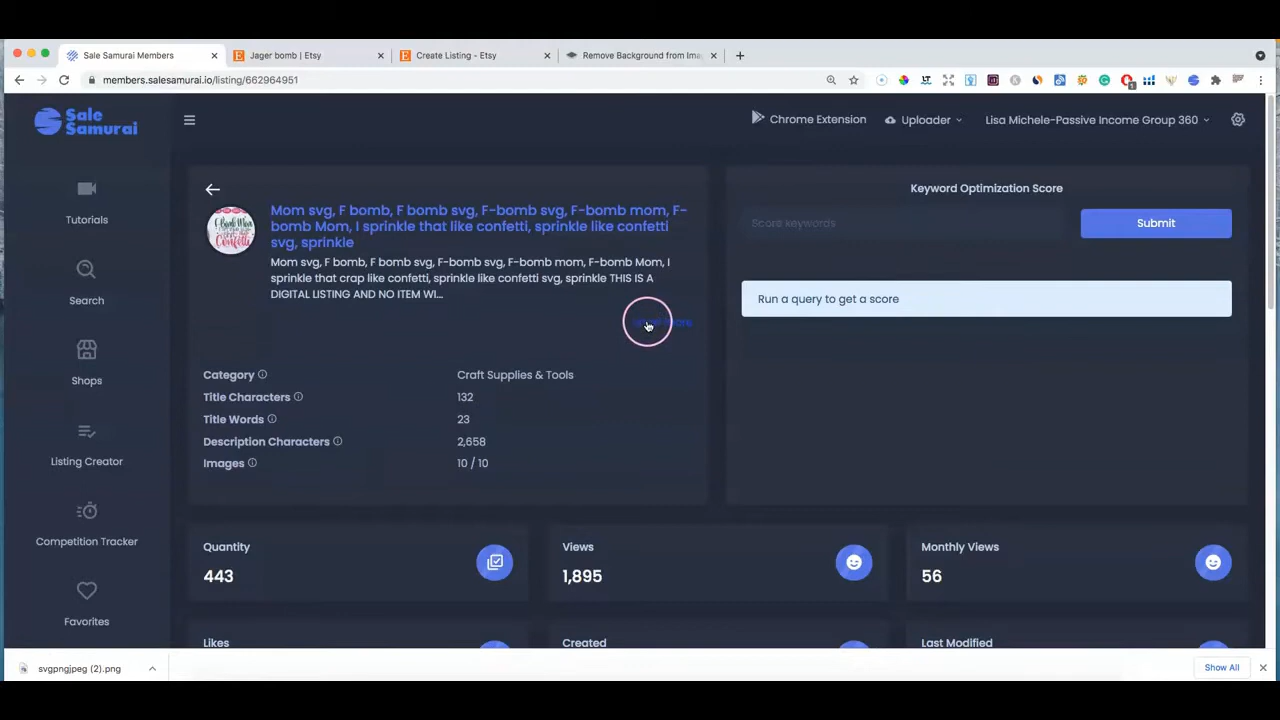 Sale Samurai Members
Jager bomb | Etsy
Create Listing - Etsy
Remove Background from Ima
members.salesamurai.io/listing/662964951
Sale
Samurai
Chrome Extension
Uploader
Lisa Michele-Passive Income Group 360
Tutorials
Search
Shops
Listing Creator
Competition Tracker
Favorites
Mom svg, F bomb, F bomb svg, F-bomb svg, F-bomb mom, F-
bomb Mom, I sprinkle that like confetti, sprinkle like confetti
svg, sprinkle
Mom svg, F bomb, F bomb svg, F-bomb svg, F-bomb mom, F-bomb Mom, I
sprinkle that crap like confetti, sprinkle like confetti svg, sprinkle THIS IS A
DIGITAL LISTING AND NO ITEM WI...
Category
Craft Supplies & Tools
Title Characters
132
Title Words
23
Description Characters
2,658
Images
10 / 10
Keyword Optimization Score
Score keywords
Submit
Run a query to get a score
Quantity
443
Views
1,895
Monthly Views
56
Likes
Created
Last Modified
svgpngjpeg (2).png
Show All